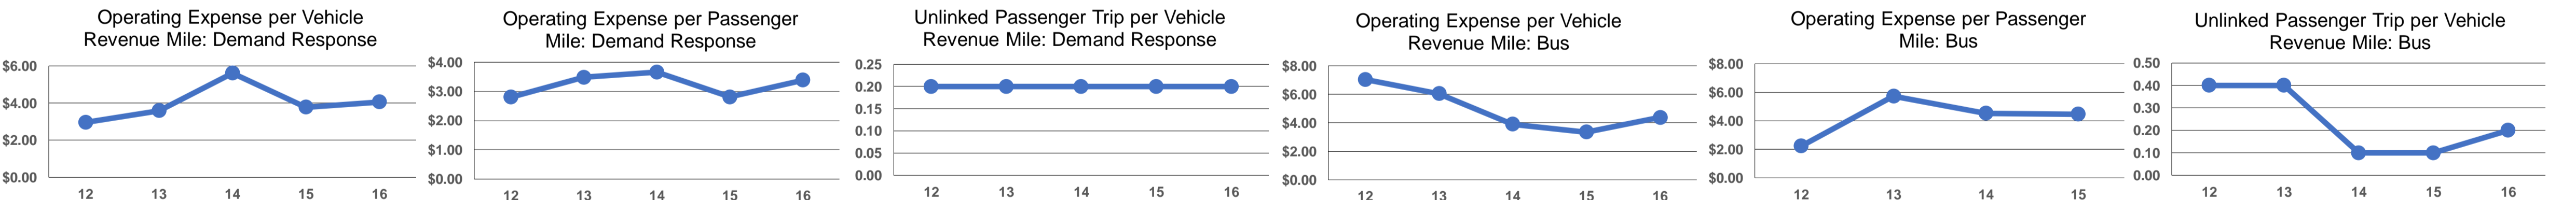 Operating Expense per Vehicle
Revenue Mile: Demand Response
$6.00
$4.00
$2.00
$0.00
12 13 14 15 16
Operating Expense per Passenger
Mile: Demand Response
$4.00
$3.00
$2.00
$1.00
$0.00
12 13 14 15 16
Unlinked Passenger Trip per Vehicle
Revenue Mile: Demand Response
0.25
0.20
0.15
0.10
0.05
0.00
12 13 14 15 16
Operating Expense per Vehicle
Revenue Mile: Bus
$8.00
$6.00
$4.00
$2.00
$0.00
12 13 14 15 16
Operating Expense per Passenger
Mile: Bus
$8.00
$6.00
$4.00
$2.00
$0.00
12 13 14 15
Unlinked Passenger Trip per Vehicle
Revenue Mile: Bus
0.50
0.40
0.30
0.20
0.10
0.00
12 13 14 15 16